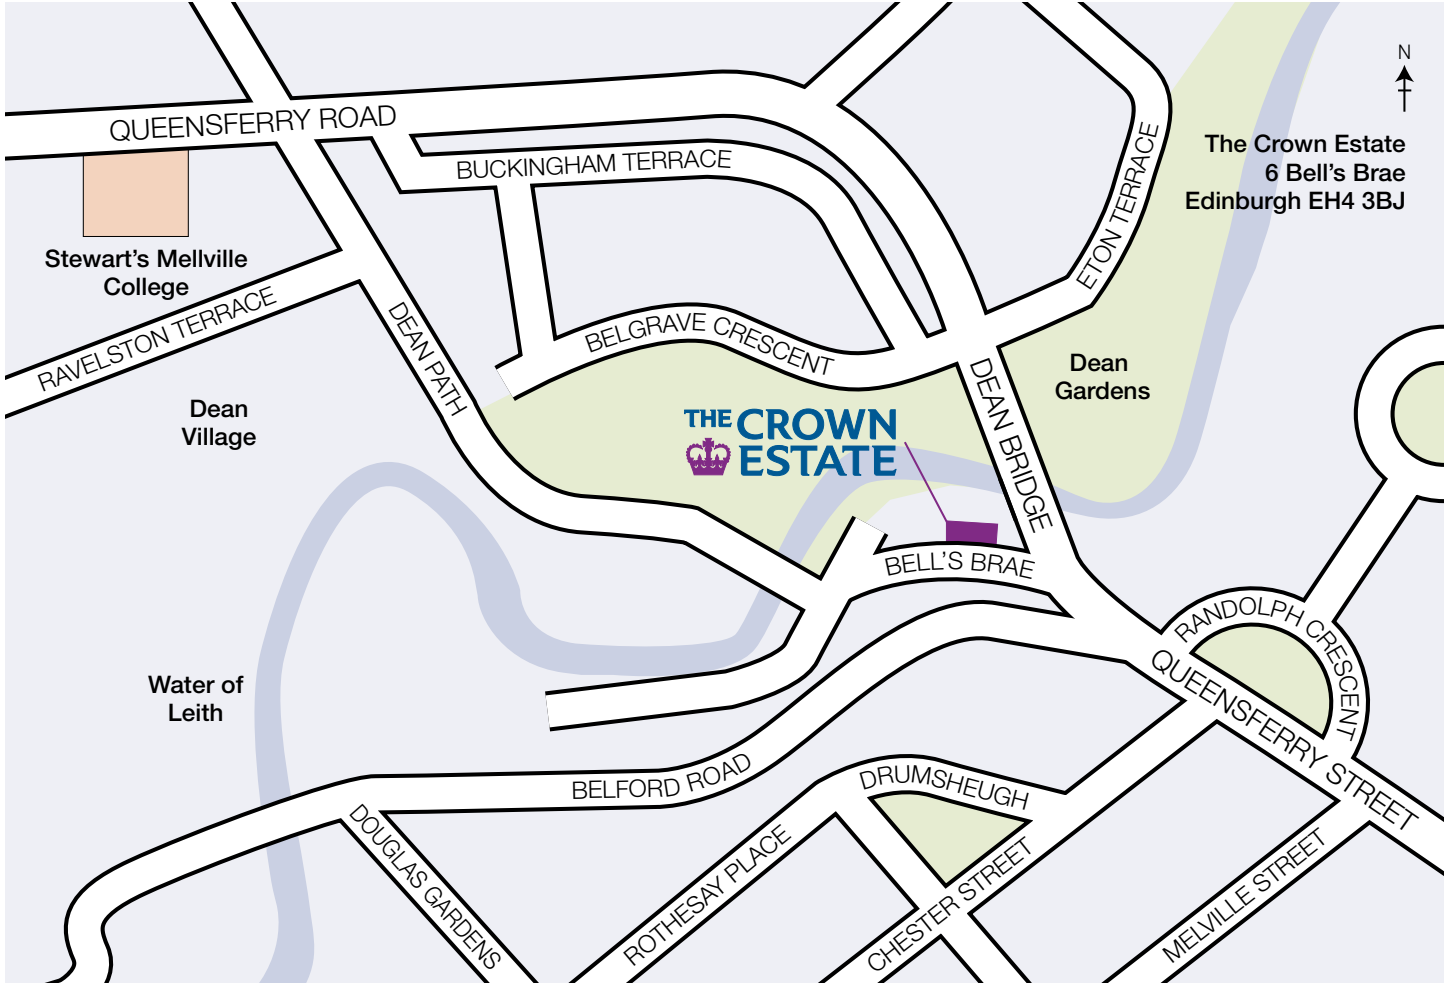 N
QUEENSFERRY ROAD
BUCKINGHAM TERRACE
ETON TERRACE
The Crown Estate
6 Bell's Brae
Edinburgh EH4 3BJ
Stewart's Mellville
College
RAVELSTON TERRACE
DEAN PATH
BELGRAVE CRESCENT
DEAN BRIDGE
Dean
Gardens
Dean
Village
THE CROWN
ESTATE
BELL'S BRAE
RANDOLPH CRESCENT
Water of
Leith
QUEENSFERRY STREET
BELFORD ROAD
DRUMSHEUGH
DOUGLAS GARDENS
ROTHESAY PLACE
CHESTER STREET
MELVILLE STREET